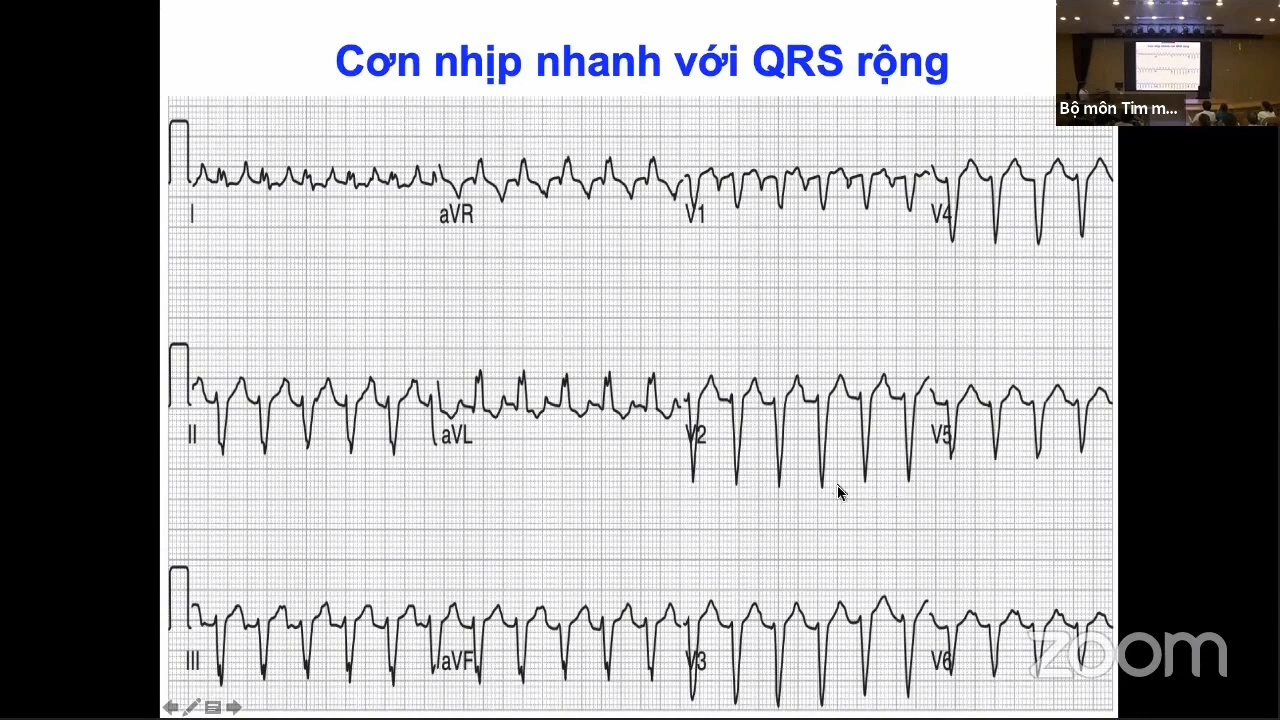 Cơn nhịp nhanh với QRS rộng
Bộ môn Tim m...
I
aVR
V1
V4
II
aVL
V2
V5
III
aVF
V3
V6
zoom